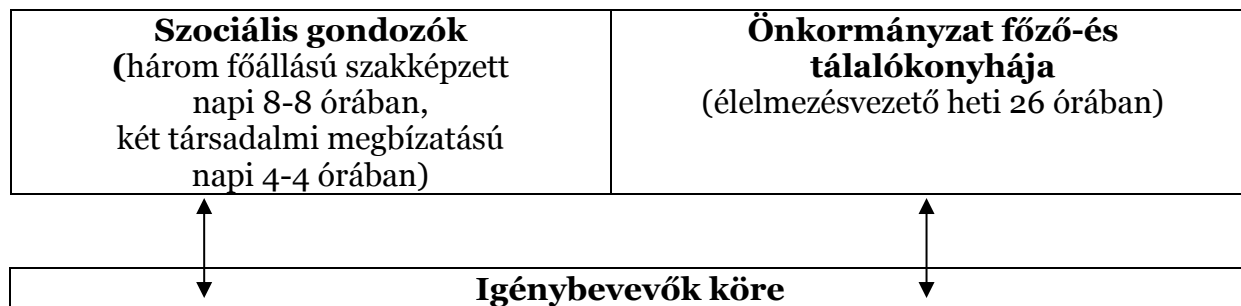 Szociális gondozók
(három főállású szakképzett
napi 8-8 órában,
két társadalmi megbízatású
napi 4-4 órában)
Önkormányzat főző-és
tálalókonyhája
(élelmezésvezető heti 26 órában)
Igénybevevők köre